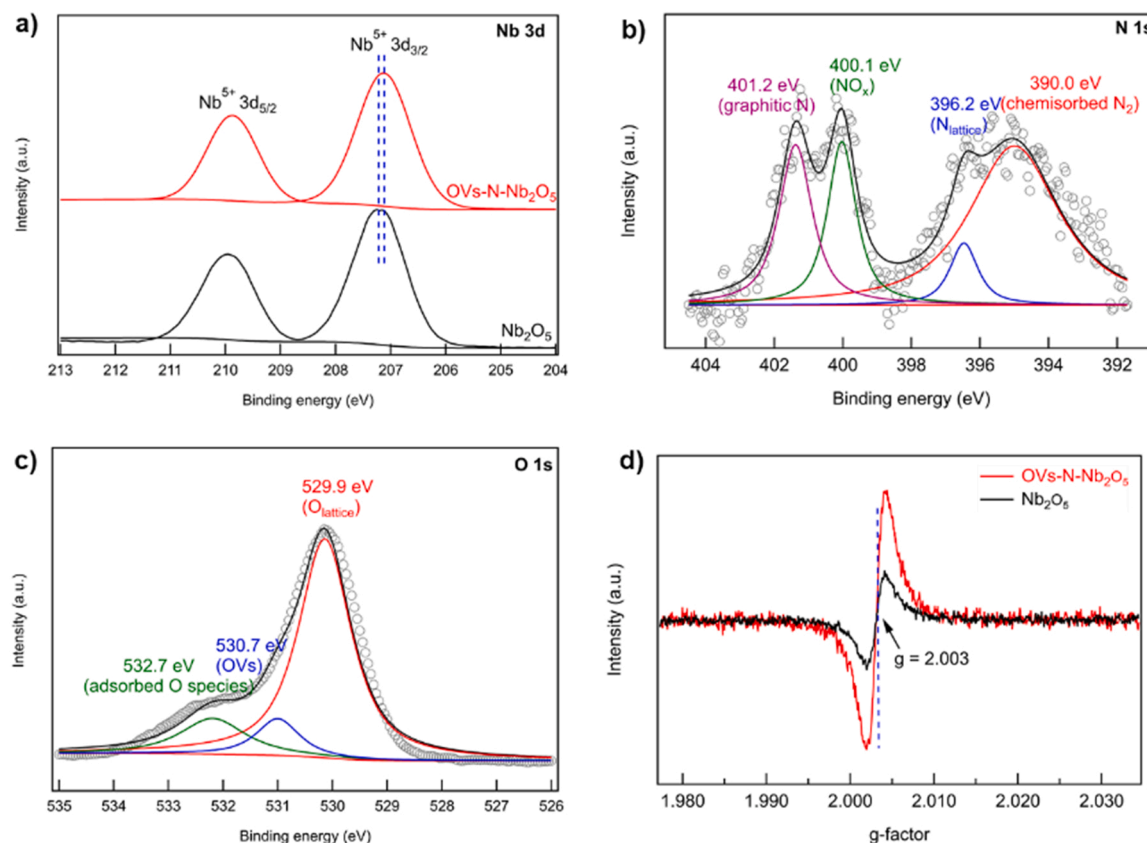 a)
Nb 3d
Nb⁵⁺ 3d₃/₂
Nb⁵⁺ 3d₅/₂
OVs-N-Nb₂O₅
Nb₂O₅
Intensity (a.u.)
213 212 211 210 209 208 207 206 205 204
Binding energy (eV)
b)
N 1s
401.2 eV
(graphitic N)
400.1 eV
(NOₓ)
396.2 eV
(N_lattice)
390.0 eV
(chemisorbed N₂)
Intensity (a.u.)
404 402 400 398 396 394 392
Binding energy (eV)
c)
O 1s
529.9 eV
(O_lattice)
530.7 eV
(OVs)
532.7 eV
(adsorbed O species)
Intensity (a.u.)
535 534 533 532 531 530 529 528 527 526
Binding energy (eV)
d)
OVs-N-Nb₂O₅
Nb₂O₅
g = 2.003
Intensity (a.u.)
1.980 1.990 2.000 2.010 2.020 2.030
g-factor